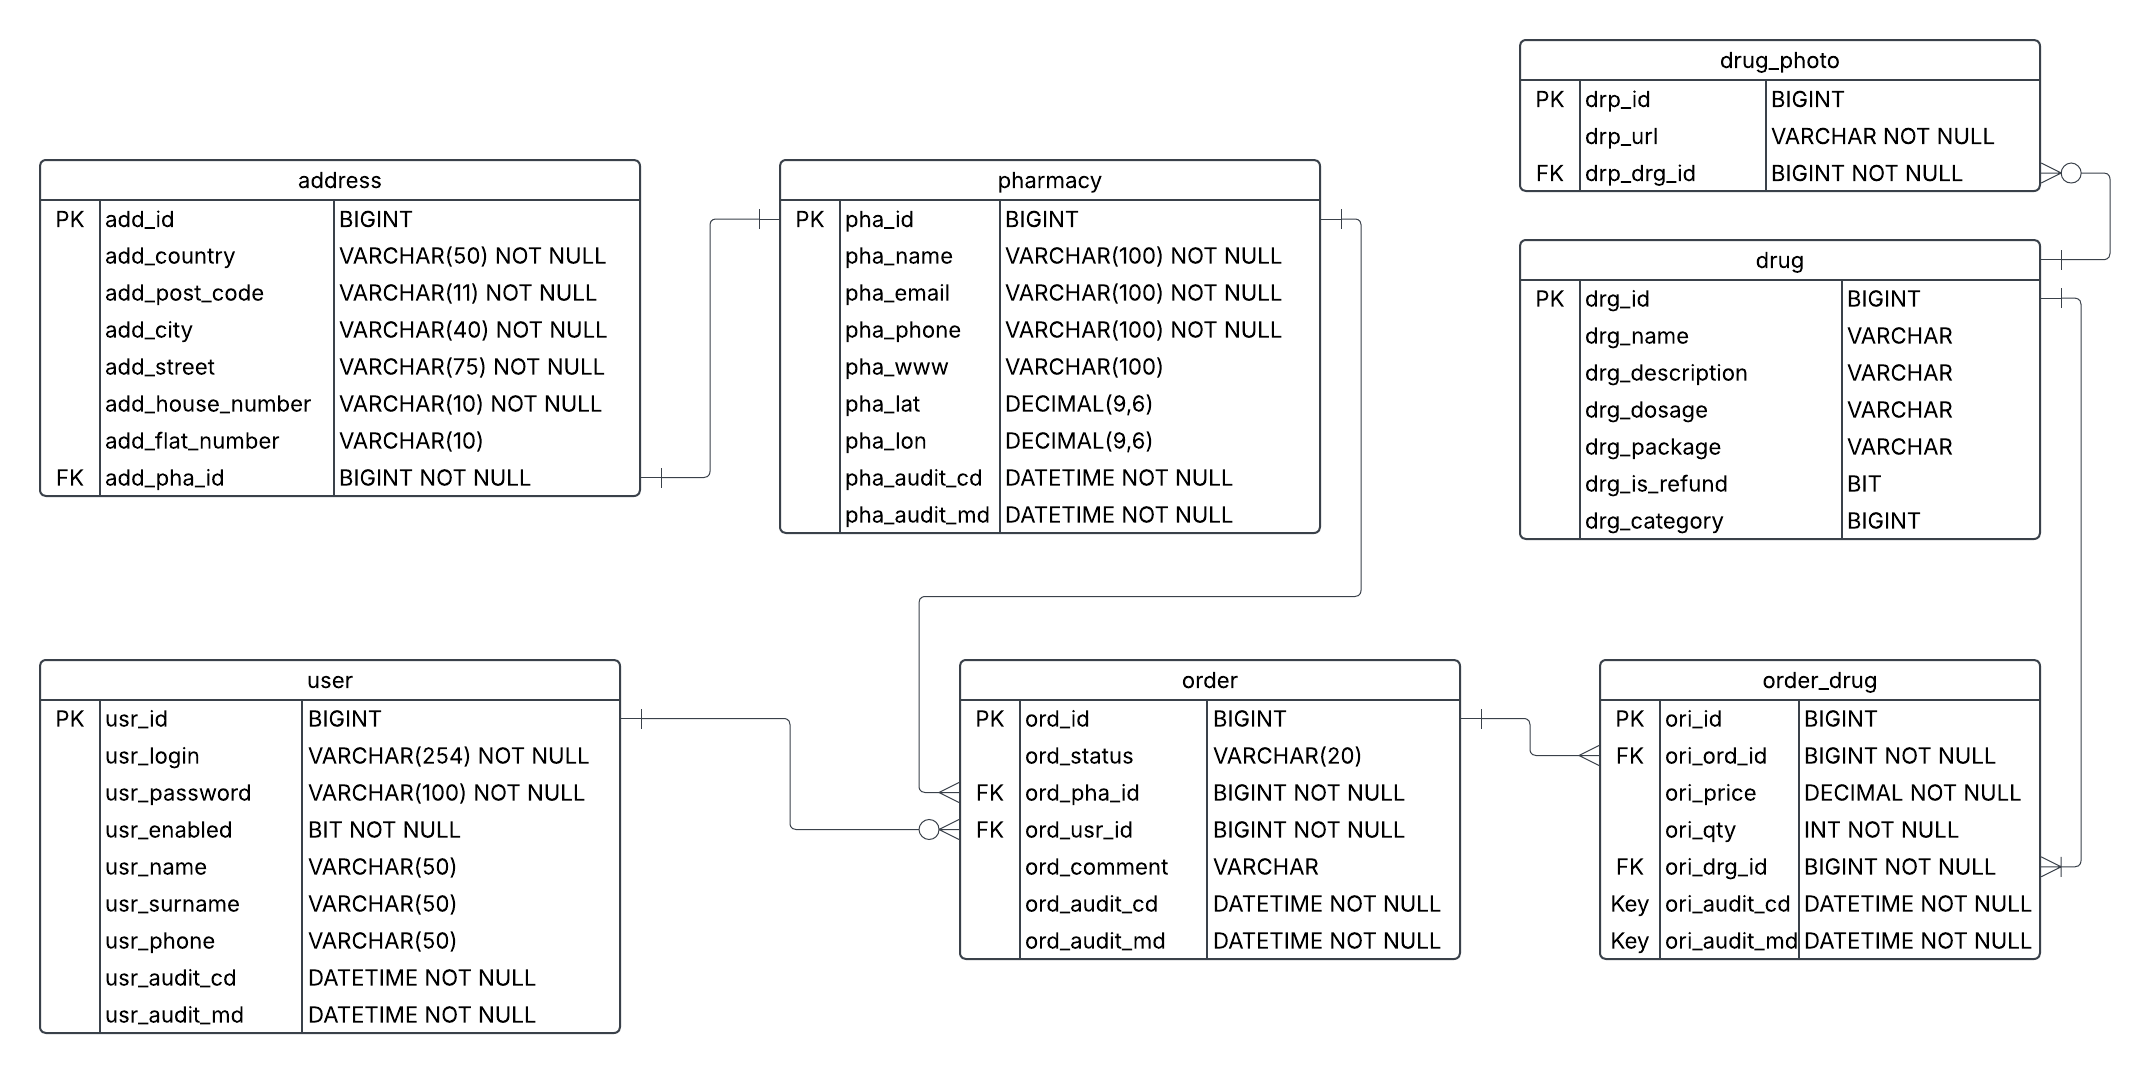 drug_photo
PK drp_id BIGINT
drp_url VARCHAR NOT NULL
FK drp_drg_id BIGINT NOT NULL
address
PK add_id BIGINT
add_country VARCHAR(50) NOT NULL
add_post_code VARCHAR(11) NOT NULL
add_city VARCHAR(40) NOT NULL
add_street VARCHAR(75) NOT NULL
add_house_number VARCHAR(10) NOT NULL
add_flat_number VARCHAR(10)
FK add_pha_id BIGINT NOT NULL
pharmacy
PK pha_id BIGINT
pha_name VARCHAR(100) NOT NULL
pha_email VARCHAR(100) NOT NULL
pha_phone VARCHAR(100) NOT NULL
pha_www VARCHAR(100)
pha_lat DECIMAL(9,6)
pha_lon DECIMAL(9,6)
pha_audit_cd DATETIME NOT NULL
pha_audit_md DATETIME NOT NULL
drug
PK drg_id BIGINT
drg_name VARCHAR
drg_description VARCHAR
drg_dosage VARCHAR
drg_package VARCHAR
drg_is_refund BIT
drg_category BIGINT
user
PK usr_id BIGINT
usr_login VARCHAR(254) NOT NULL
usr_password VARCHAR(100) NOT NULL
usr_enabled BIT NOT NULL
usr_name VARCHAR(50)
usr_surname VARCHAR(50)
usr_phone VARCHAR(50)
usr_audit_cd DATETIME NOT NULL
usr_audit_md DATETIME NOT NULL
order
PK ord_id BIGINT
ord_status VARCHAR(20)
FK ord_pha_id BIGINT NOT NULL
FK ord_usr_id BIGINT NOT NULL
ord_comment VARCHAR
ord_audit_cd DATETIME NOT NULL
ord_audit_md DATETIME NOT NULL
order_drug
PK ori_id BIGINT
FK ori_ord_id BIGINT NOT NULL
ori_price DECIMAL NOT NULL
ori_qty INT NOT NULL
FK ori_drg_id BIGINT NOT NULL
Key ori_audit_cd DATETIME NOT NULL
Key ori_audit_md DATETIME NOT NULL